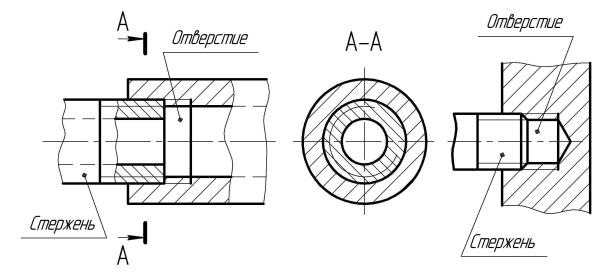 А
Отверстие
А-А
Отверстие
Стержень
А
Стержень